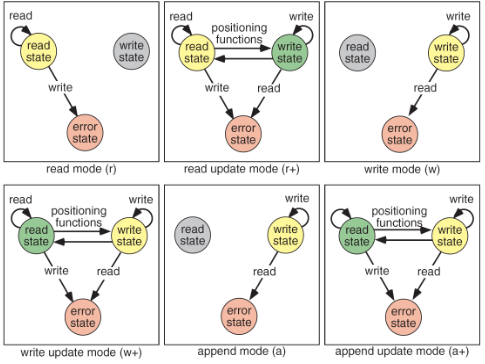 read
read
state
write
state
write
error
state
read mode (r)
read
positioning
functions
write
read
state
write
state
write
read
error
state
read update mode (r+)
write
read
state
write
state
read
error
state
write mode (w)
read
positioning
functions
write
read
state
write
state
write
read
error
state
write update mode (w+)
write
read
state
write
state
read
error
state
append mode (a)
read
positioning
functions
write
read
state
write
state
write
read
error
state
append update mode (a+)